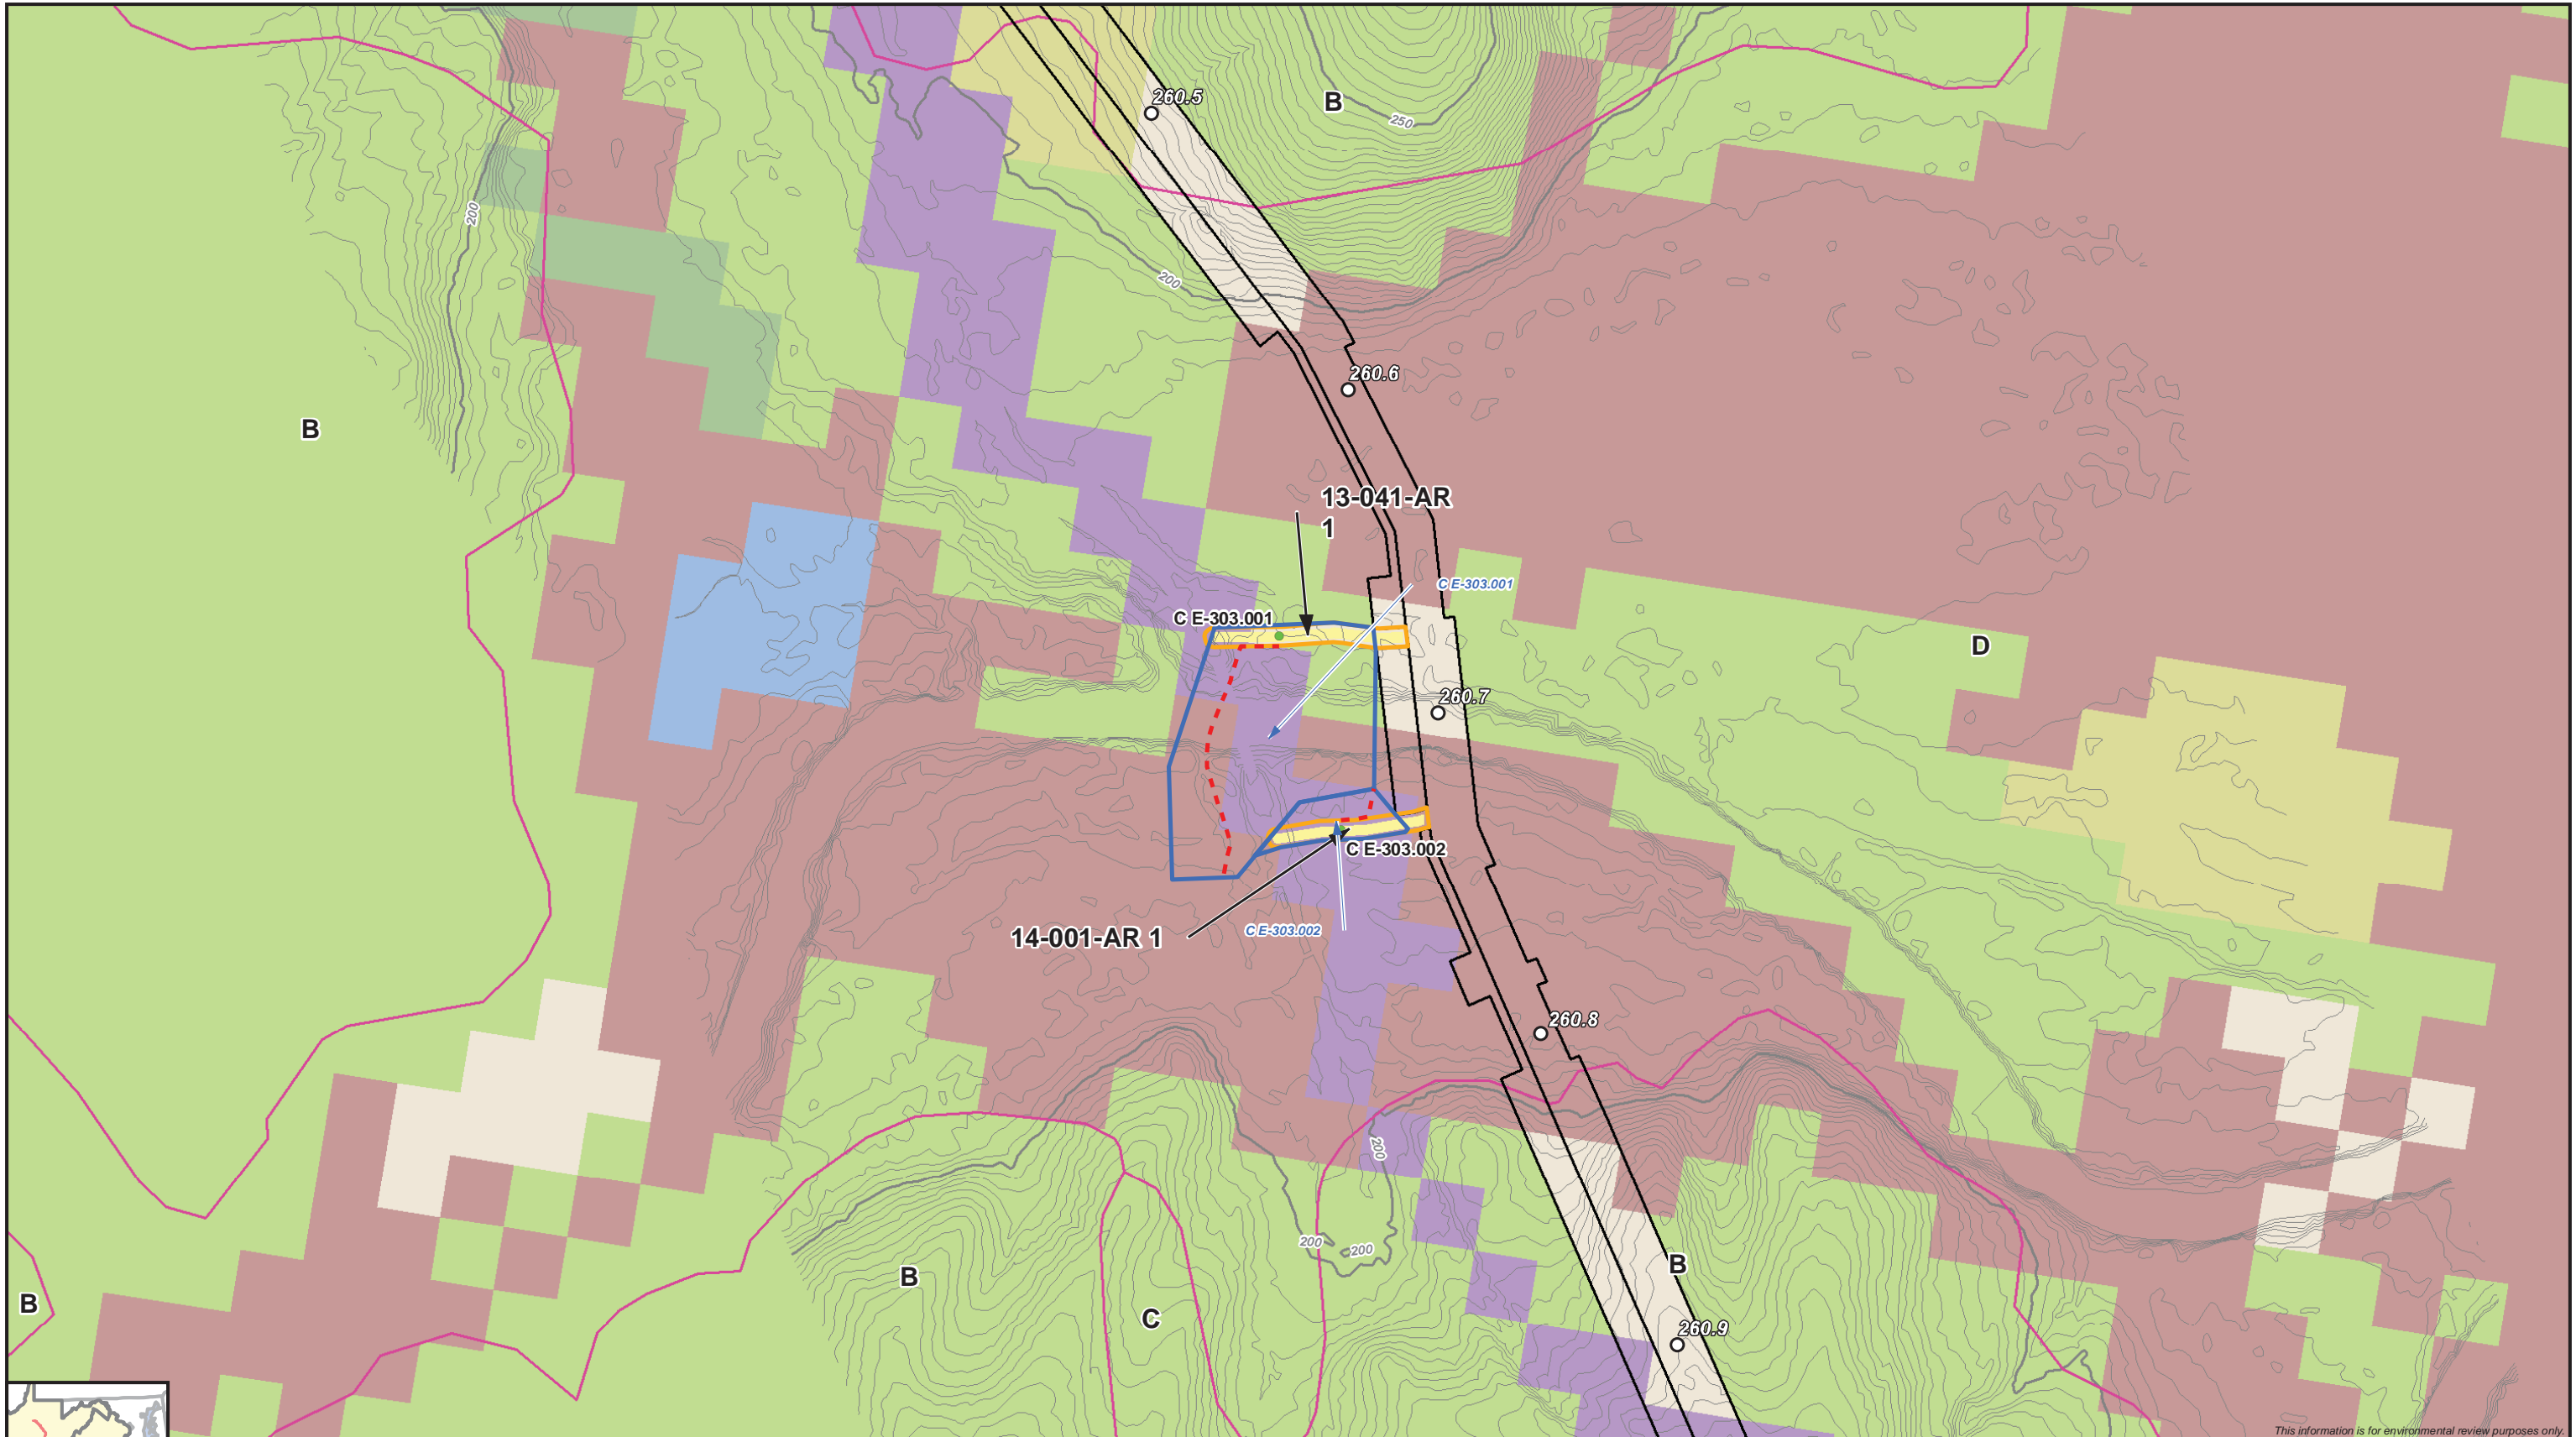 260.5
B
250
200
200
260.6
B
13-041-AR
1
C E-303.001
C E-303.001
D
260.7
C E-303.002
14-001-AR 1
C E-303.002
260.8
200
200
200
B
B
B
C
260.9
This information is for environmental review purposes only.